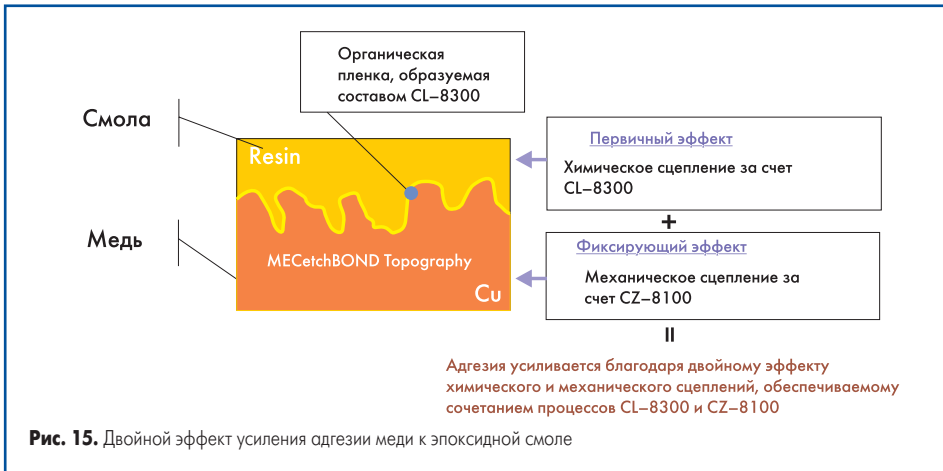 Органическая
пленка, образуемая
составом CL–8300
Смола
Resin
Первичный эффект
Химическое сцепление за счет
CL–8300
+
Медь
MECetchBOND Topography
Cu
Фиксирующий эффект
Механическое сцепление за
счет CZ–8100
=
Адгезия усиливается благодаря двойному эффекту
химического и механического сцеплений, обеспечиваемому
сочетанием процессов CL-8300 и CZ-8100
Рис. 15. Двойной эффект усиления адгезии меди к эпоксидной смоле